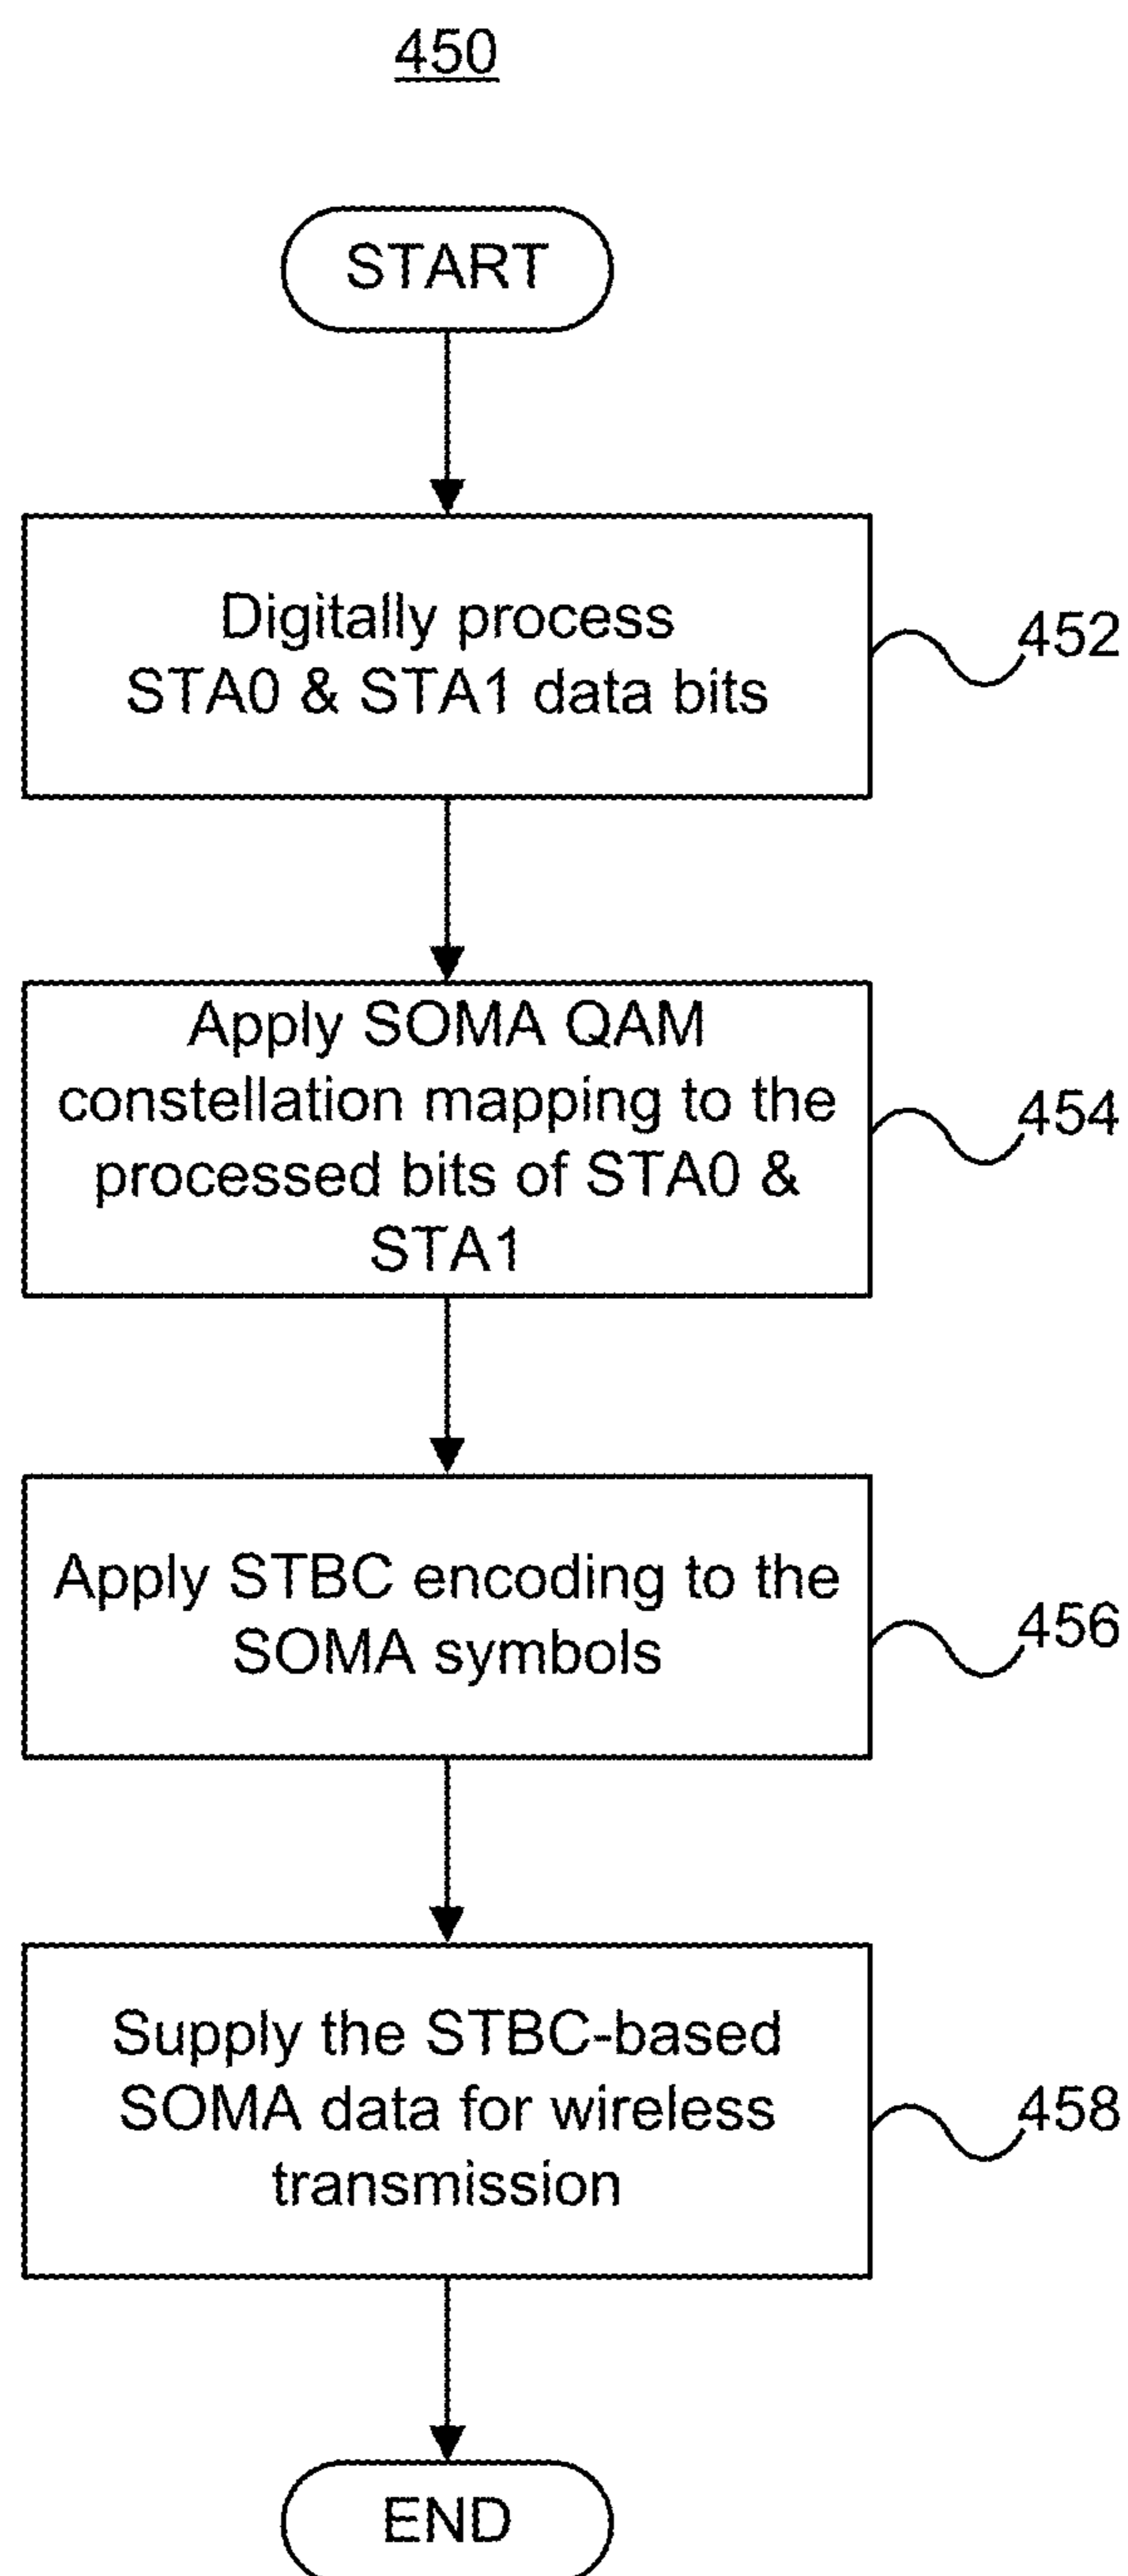 450
START
Digitally process
STA0 & STA1 data bits
452
Apply SOMA QAM
constellation mapping to the
processed bits of STA0 &
STA1
454
Apply STBC encoding to the
SOMA symbols
456
Supply the STBC-based
SOMA data for wireless
transmission
458
END